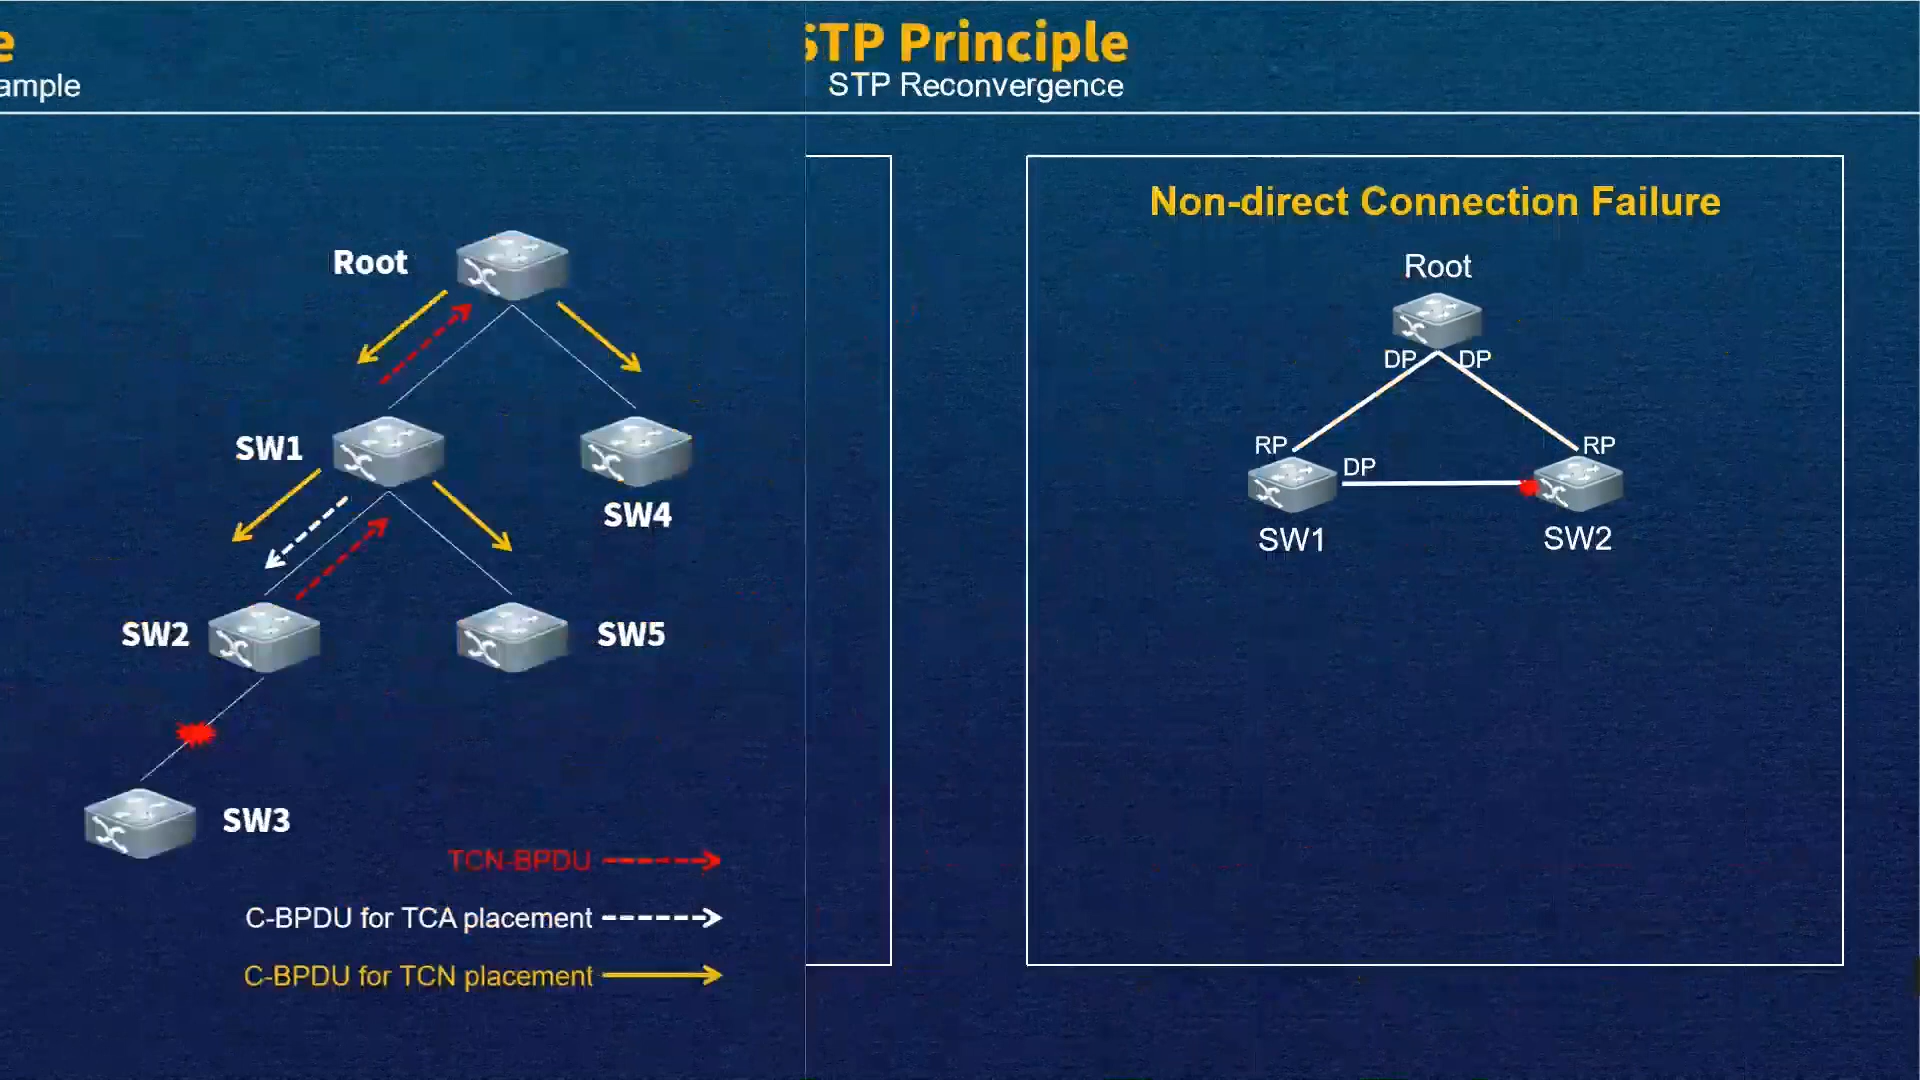 ample
STP Principle
STP Reconvergence
Root
SW1
SW4
SW2
SW5
SW3
TCN-BPDU
C-BPDU for TCA placement
C-BPDU for TCN placement
Non-direct Connection Failure
Root
DP DP
RP RP
DP
SW1 SW2